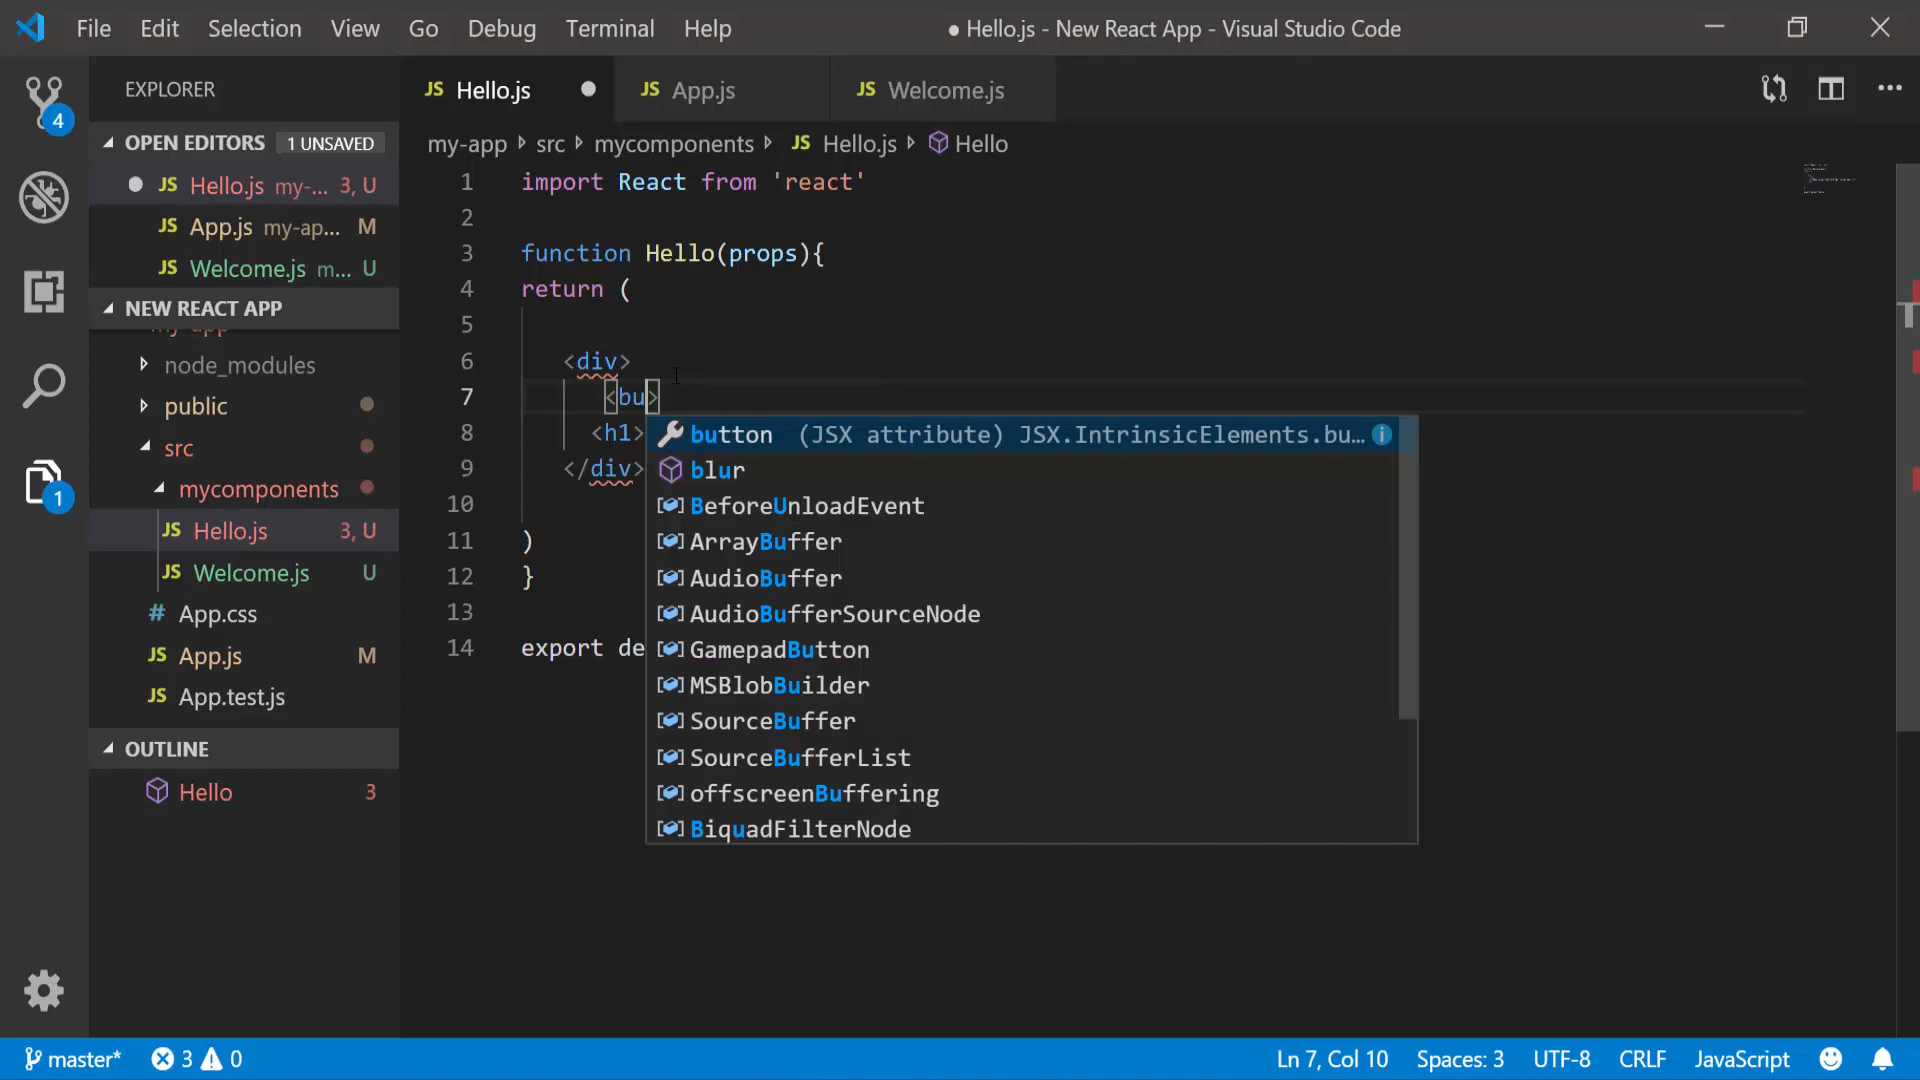 File Edit Selection View Go Debug Terminal Help ● Hello.js - New React App - Visual Studio Code
EXPLORER
JS Hello.js JS App.js JS Welcome.js
4
OPEN EDITORS 1 UNSAVED
my-app src mycomponents JS Hello.js Hello
JS Hello.js my-... 3, U
JS App.js my-ap... M
JS Welcome.js m... U
NEW REACT APP
my-app
node_modules
public
src
mycomponents
1
JS Hello.js 3, U
JS Welcome.js U
# App.css
JS App.js M
JS App.test.js
OUTLINE
Hello 3
1 import React from 'react'
2
3 function Hello(props){
4 return (
5
6 <div>
7 <bu>
8 <h1>
9 </div>
10
11 )
12 }
13
14 export de
button (JSX attribute) JSX.IntrinsicElements.bu...
blur
BeforeUnloadEvent
ArrayBuffer
AudioBuffer
AudioBufferSourceNode
GamepadButton
MSBlobBuilder
SourceBuffer
SourceBufferList
offscreenBuffering
BiquadFilterNode
master* 3 0 Ln 7, Col 10 Spaces: 3 UTF-8 CRLF JavaScript